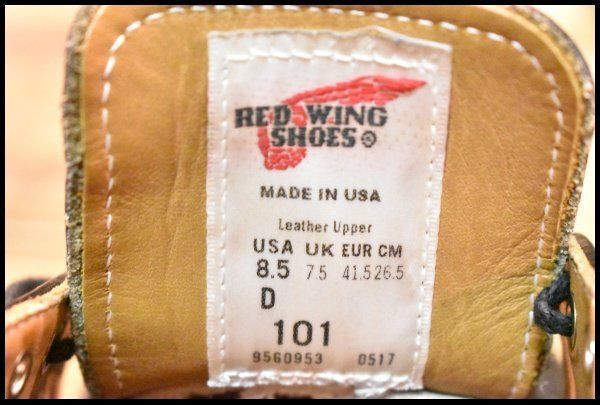 RED WING
SHOES ®
MADE IN USA
Leather Upper
USA UK EUR CM
8.5 7.5 41.5 26.5
D
101
9560953 0517